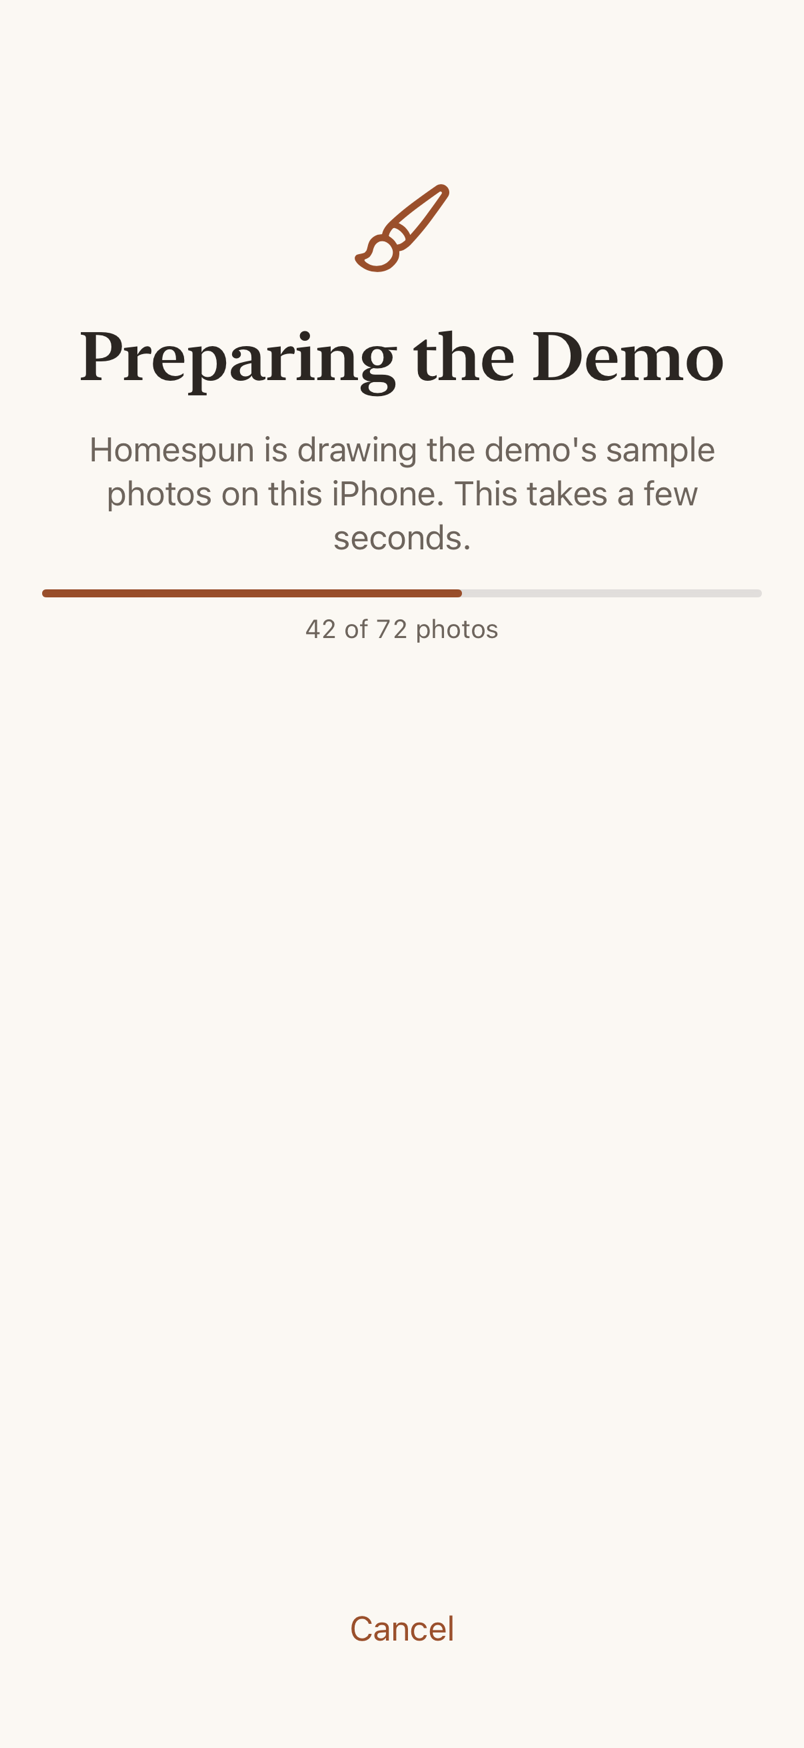 Preparing the Demo
Homespun is drawing the demo's sample
photos on this iPhone. This takes a few
seconds.
42 of 72 photos
Cancel